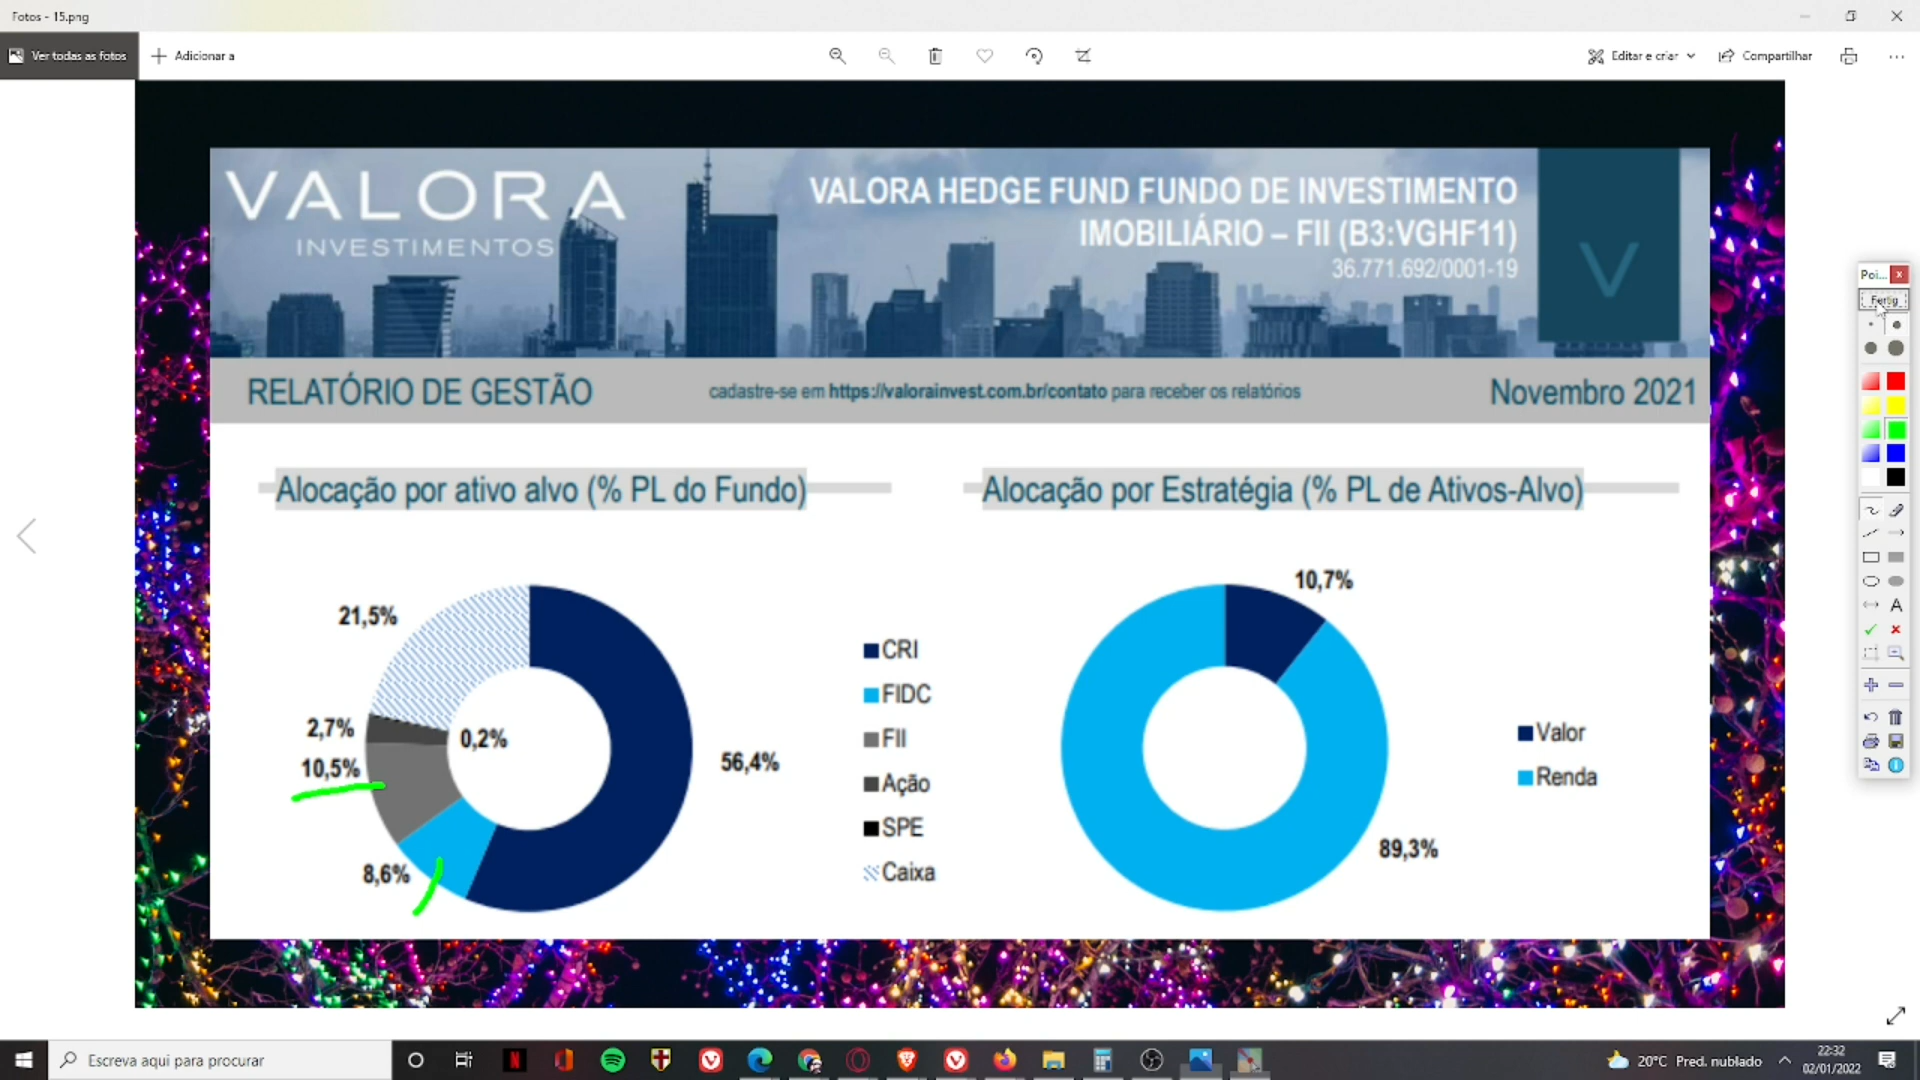 Fotos - 15.png
Ver todas as fotos
Adicionar a
Editar e criar
Compartilhar
VALORA
INVESTIMENTOS
VALORA HEDGE FUND FUNDO DE INVESTIMENTO
IMOBILIÁRIO – FII (B3:VGHF11)
36.771.692/0001-19
V
RELATÓRIO DE GESTÃO
cadastre-se em https://valorainvest.com.br/contato para receber os relatórios
Novembro 2021
Alocação por ativo alvo (% PL do Fundo)
21,5%
2,7%
0,2%
10,5%
8,6%
56,4%
CRI
FIDC
FII
Ação
SPE
Caixa
Alocação por Estratégia (% PL de Ativos-Alvo)
10,7%
89,3%
Valor
Renda
Poi...
Fertig
A
Escreva aqui para procurar
20°C Pred. nublado
22:32
02/01/2022